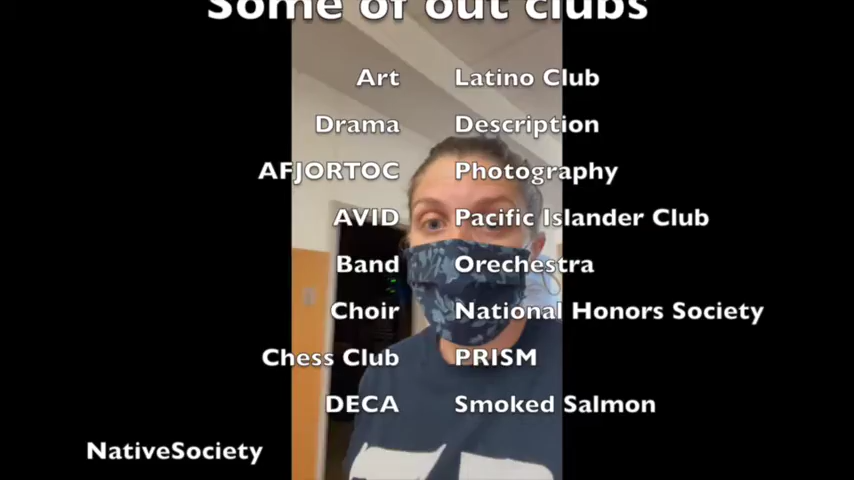 Some of out clubs
Art Latino Club
Drama Description
AFJORTOC Photography
AVID Pacific Islander Club
Band Orechestra
Choir National Honors Society
Chess Club PRISM
DECA Smoked Salmon
NativeSociety